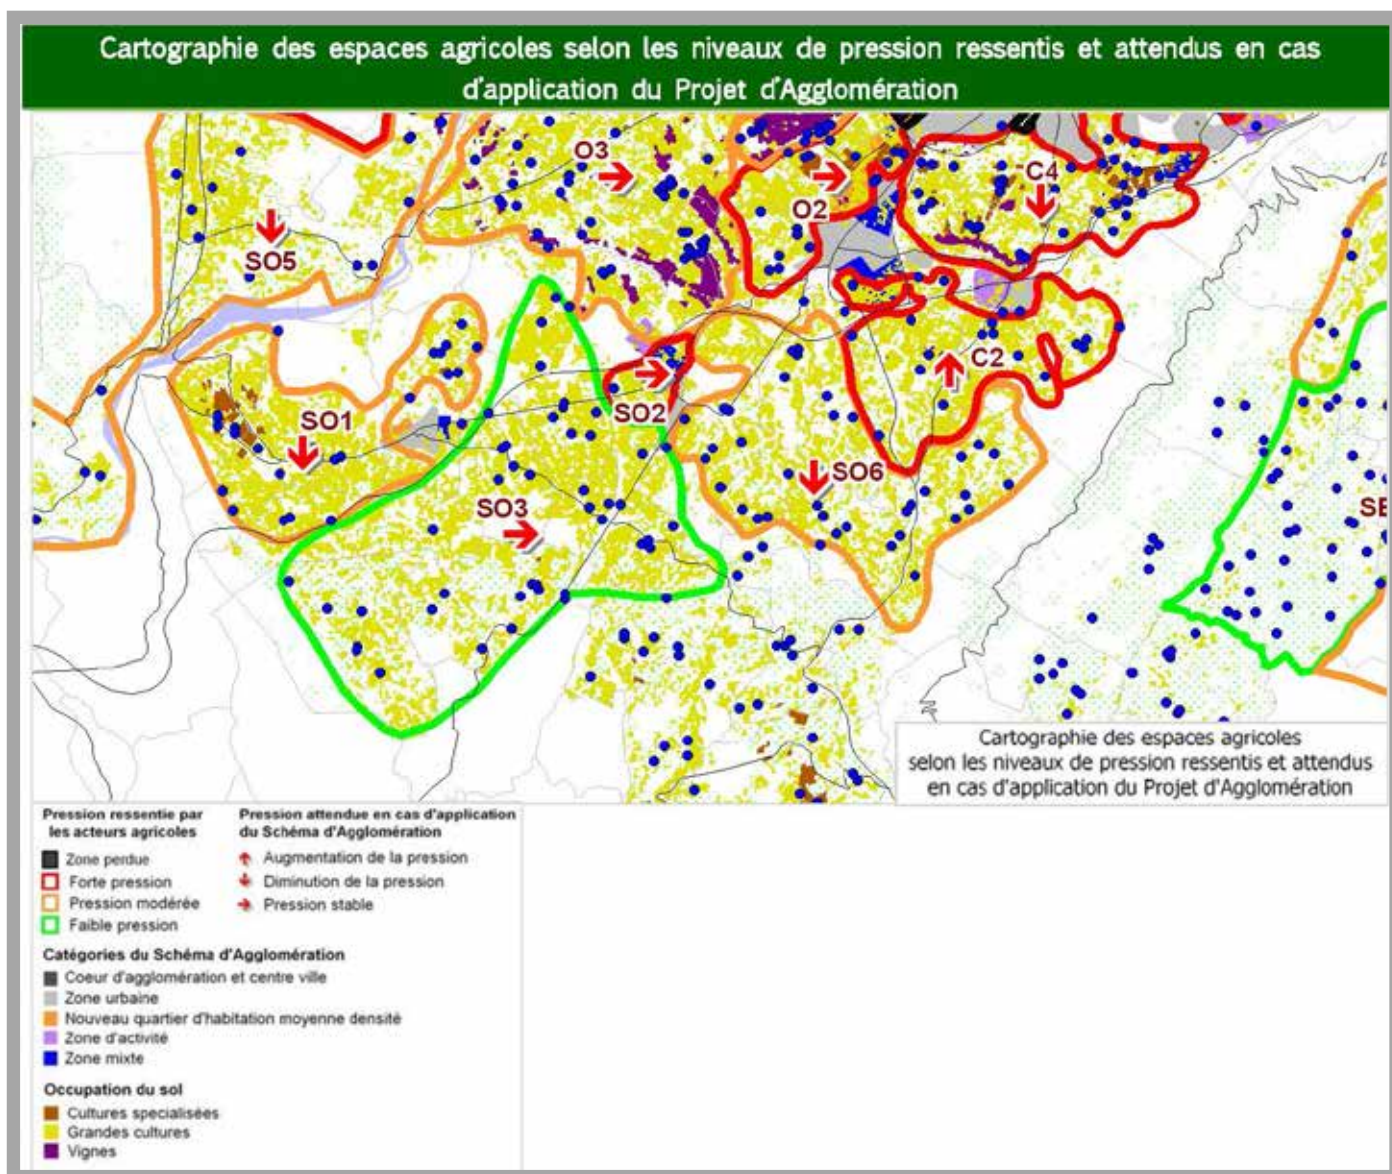 Cartographie des espaces agricoles selon les niveaux de pression ressentis et attendus en cas
d'application du Projet d'Agglomération
O3
C4
O2
SO5
C2
SO1
SO2
SO6
SO3
SE
Cartographie des espaces agricoles
selon les niveaux de pression ressentis et attendus
en cas d'application du Projet d'Agglomération
Pression ressentie par
les acteurs agricoles
Zone perdue
Forte pression
Pression modérée
Faible pression
Pression attendue en cas d'application
du Schéma d'Agglomération
Augmentation de la pression
Diminution de la pression
Pression stable
Catégories du Schéma d'Agglomération
Coeur d'agglomération et centre ville
Zone urbaine
Nouveau quartier d'habitation moyenne densité
Zone d'activité
Zone mixte
Occupation du sol
Cultures specialisées
Grandes cultures
Vignes